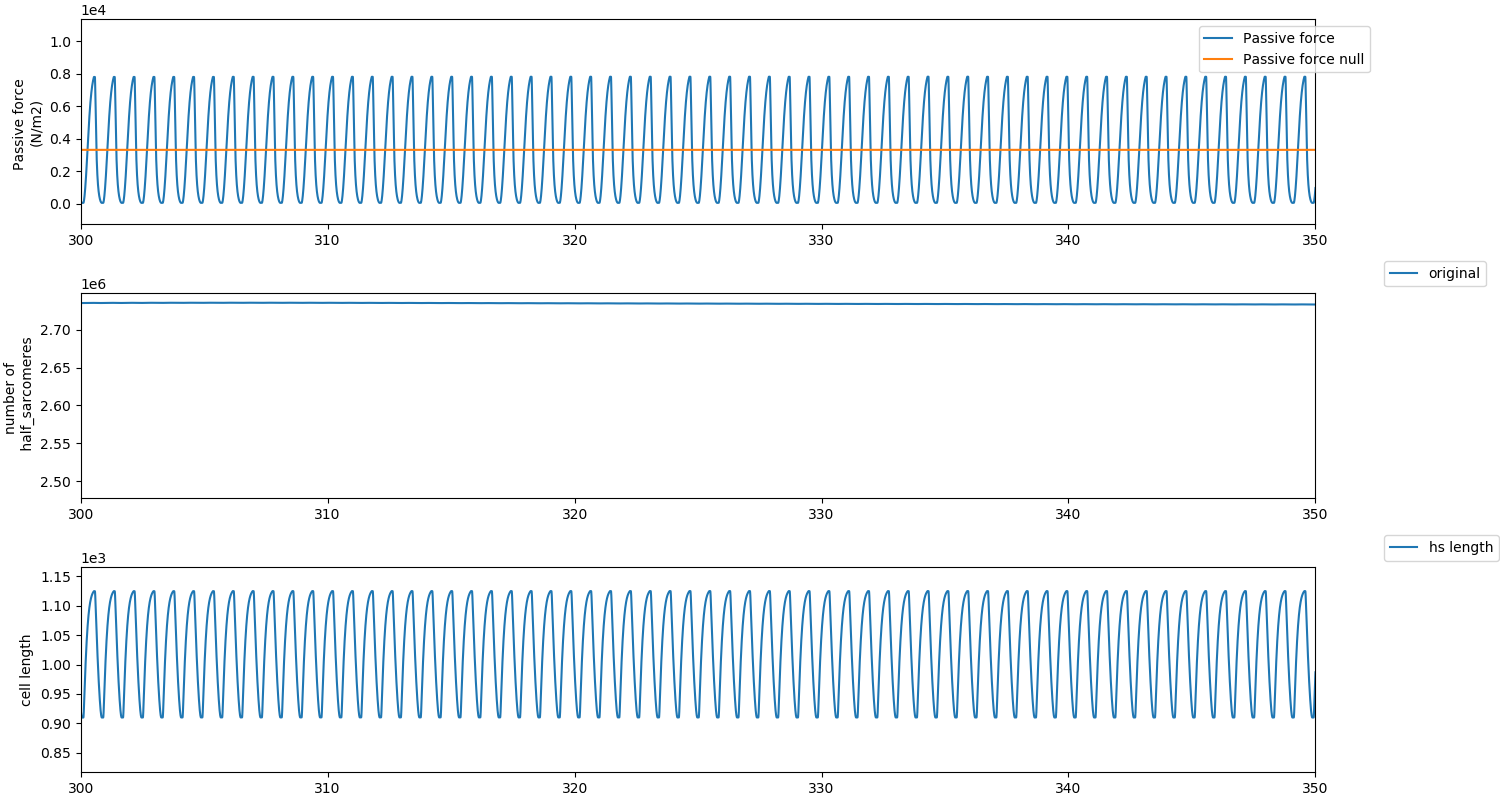 1e4
Passive force
(N/m2)
1.0
0.8
0.6
0.4
0.2
0.0
Passive force
Passive force null
300 310 320 330 340 350
original
1e6
number of
half_sarcomeres
2.70
2.65
2.60
2.55
2.50
300 310 320 330 340 350
hs length
1e3
cell length
1.15
1.10
1.05
1.00
0.95
0.90
0.85
300 310 320 330 340 350